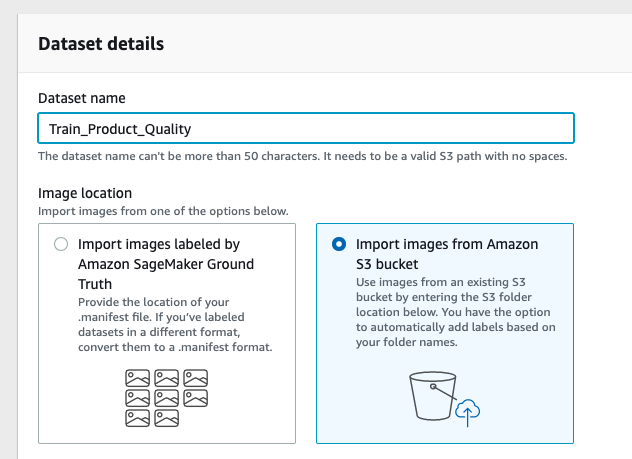 Dataset details
Dataset name
Train_Product_Quality
The dataset name can't be more than 50 characters. It needs to be a valid S3 path with no spaces.
Image location
Import images from one of the options below.
Import images labeled by
Amazon SageMaker Ground
Truth
Provide the location of your
.manifest file. If you've labeled
datasets in a different format,
convert them to a .manifest format.
Import images from Amazon
S3 bucket
Use images from an existing S3
bucket by entering the S3 folder
location below. You have the option
to automatically add labels based on
your folder names.